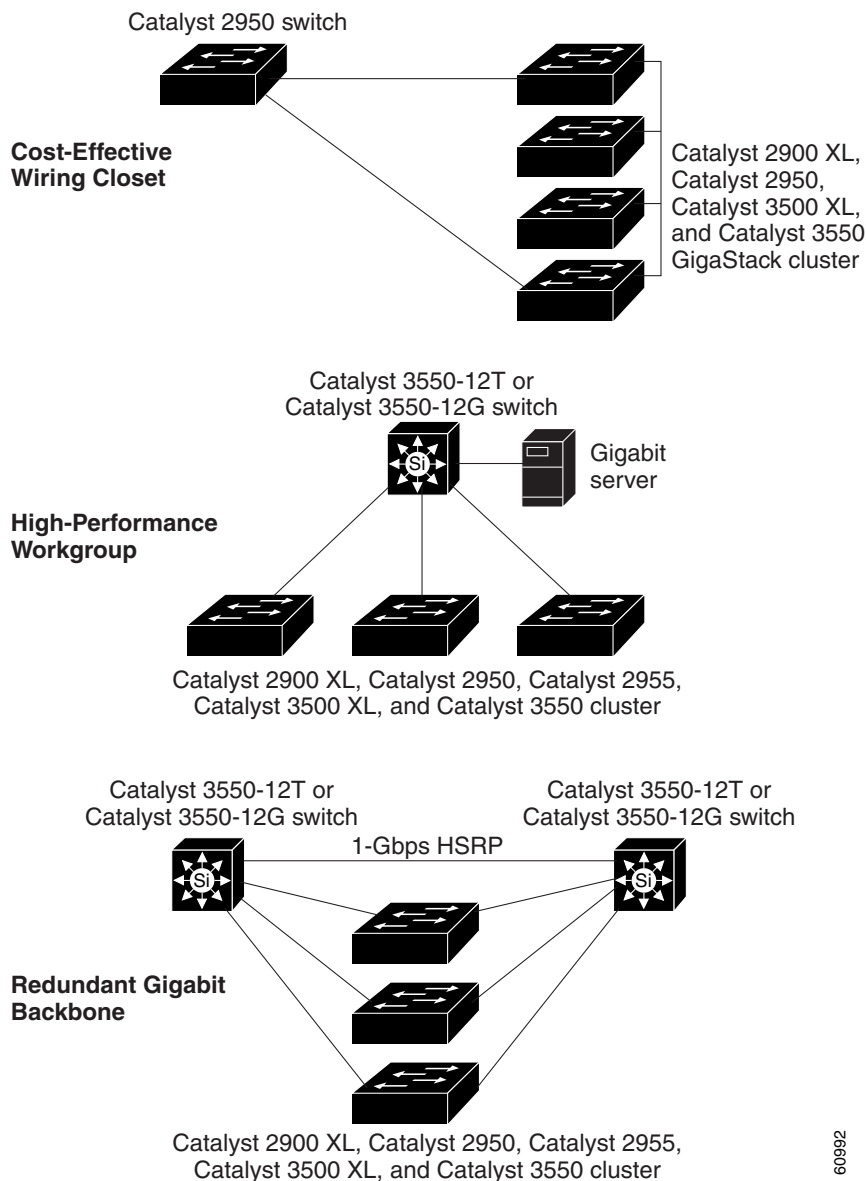 Catalyst 2950 switch
Cost-Effective
Wiring Closet
Catalyst 2900 XL,
Catalyst 2950,
Catalyst 3500 XL,
and Catalyst 3550
GigaStack cluster
Catalyst 3550-12T or
Catalyst 3550-12G switch
Si
Gigabit
server
High-Performance
Workgroup
Catalyst 2900 XL, Catalyst 2950, Catalyst 2955,
Catalyst 3500 XL, and Catalyst 3550 cluster
Catalyst 3550-12T or
Catalyst 3550-12G switch
Catalyst 3550-12T or
Catalyst 3550-12G switch
1-Gbps HSRP
Si
Si
Redundant Gigabit
Backbone
Catalyst 2900 XL, Catalyst 2950, Catalyst 2955,
Catalyst 3500 XL, and Catalyst 3550 cluster
60992